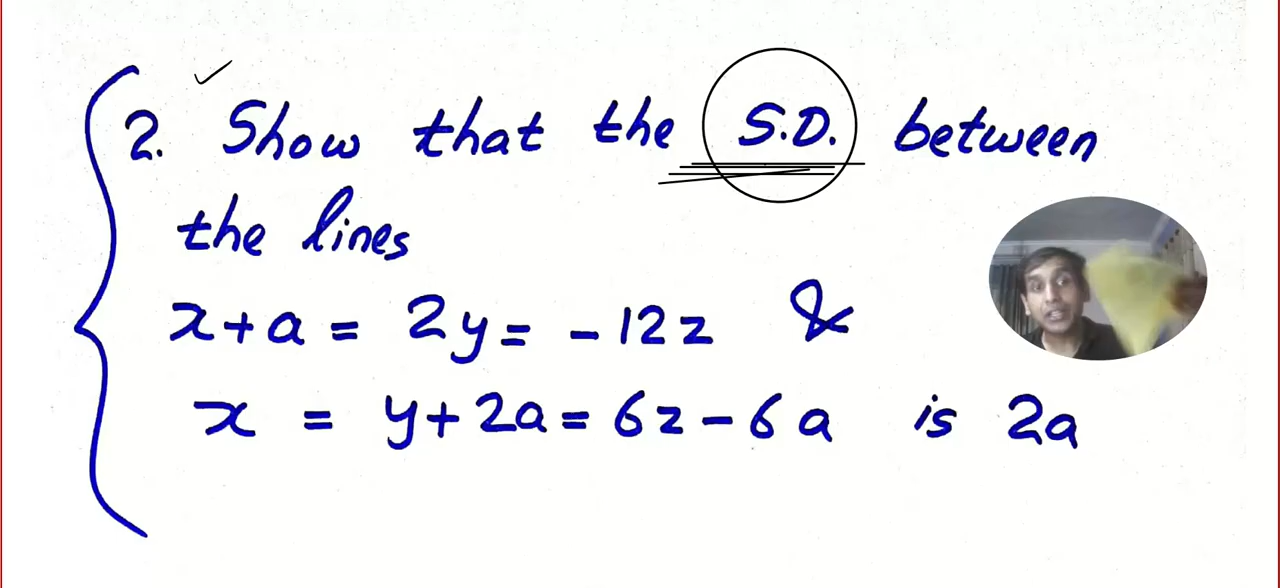 2. Show that the S.D. between
the lines
x+a = 2y = -12z &
x = y+2a = 6z-6a is 2a